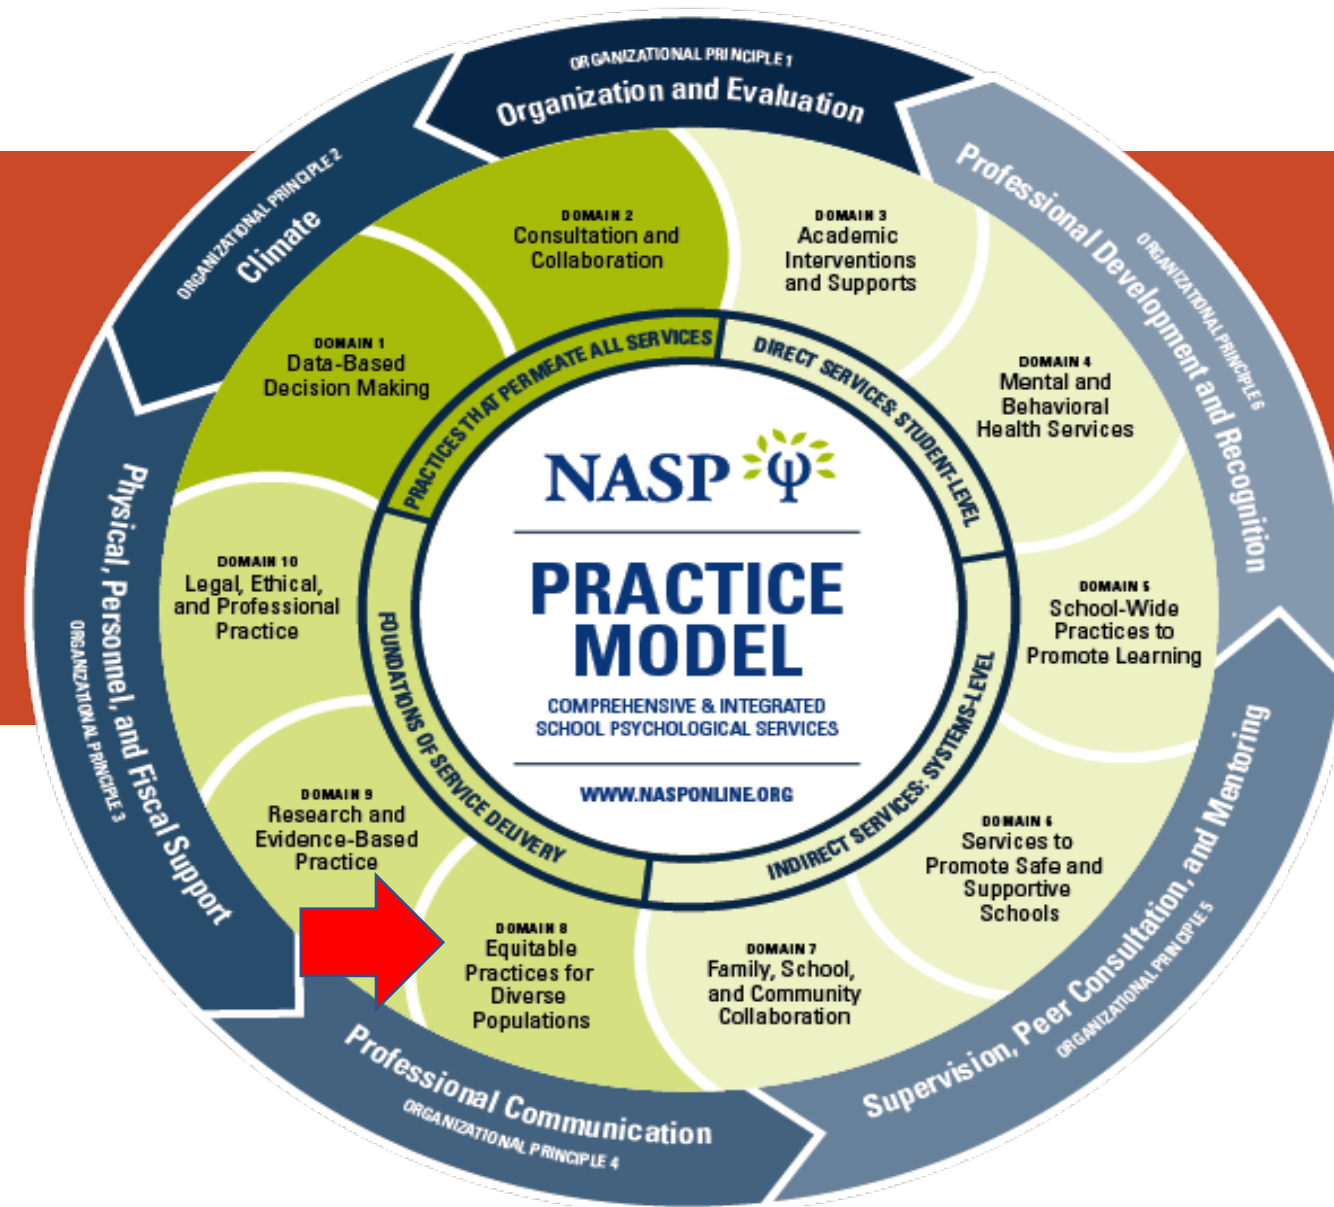 ORGANIZATIONAL PRINCIPLE 1
Organization and Evaluation
ORGANIZATIONAL PRINCIPLE 2
Climate
Physical, Personnel, and Fiscal Support
ORGANIZATIONAL PRINCIPLE 3
Professional Communication
ORGANIZATIONAL PRINCIPLE 4
Supervision, Peer Consultation, and Mentoring
ORGANIZATIONAL PRINCIPLE 5
Professional Development and Recognition
ORGANIZATIONAL PRINCIPLE 6
DOMAIN 1
Data-Based
Decision Making
DOMAIN 2
Consultation and
Collaboration
DOMAIN 3
Academic
Interventions
and Supports
DOMAIN 4
Mental and
Behavioral
Health Services
DOMAIN 5
School-Wide
Practices to
Promote Learning
DOMAIN 6
Services to
Promote Safe and
Supportive
Schools
DOMAIN 7
Family, School,
and Community
Collaboration
DOMAIN 8
Equitable
Practices for
Diverse
Populations
DOMAIN 9
Research and
Evidence-Based
Practice
DOMAIN 10
Legal, Ethical,
and Professional
Practice
PRACTICES THAT PERMEATE ALL SERVICES
DIRECT SERVICES: STUDENT-LEVEL
INDIRECT SERVICES: SYSTEMS-LEVEL
FOUNDATIONS OF SERVICE DELIVERY
NASP
PRACTICE
MODEL
COMPREHENSIVE & INTEGRATED
SCHOOL PSYCHOLOGICAL SERVICES
WWW.NASPONLINE.ORG